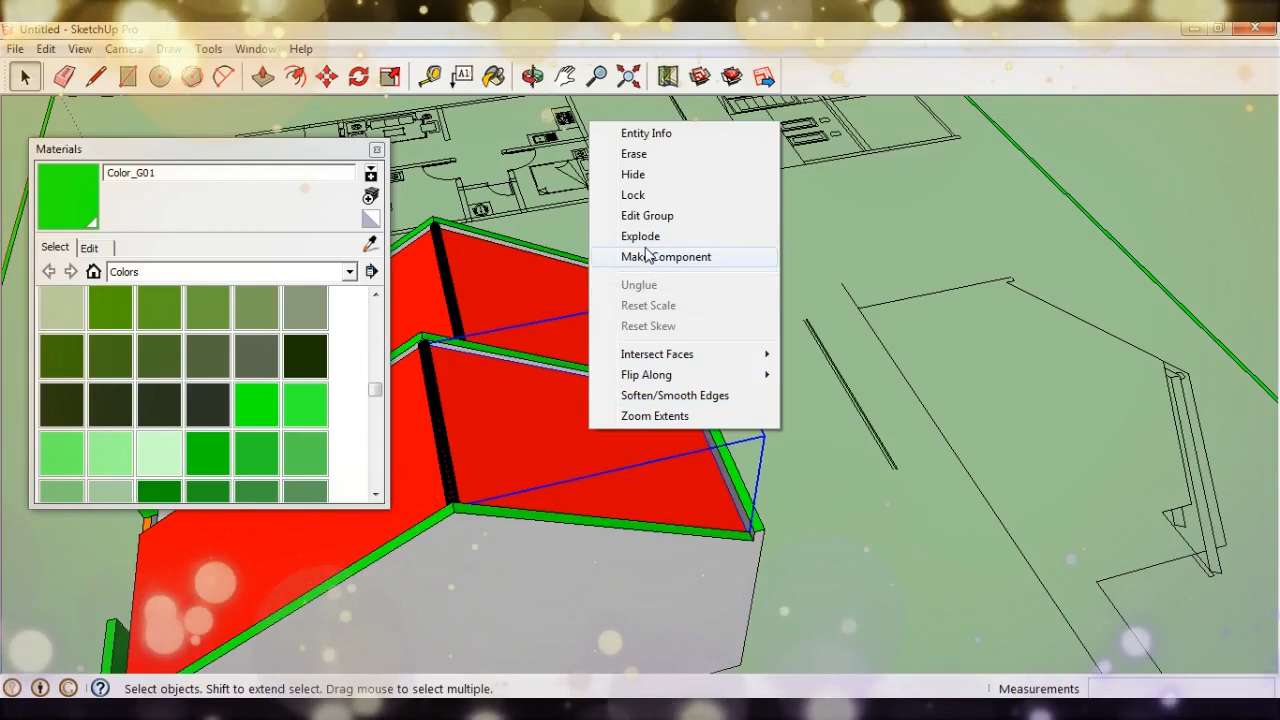 Untitled - SketchUp Pro
File Edit View Camera Draw Tools Window Help
A1
Materials
Color_G01
Select Edit
Colors
Entity Info
Erase
Hide
Lock
Edit Group
Explode
Make Component
Unglue
Reset Scale
Reset Skew
Intersect Faces
Flip Along
Soften/Smooth Edges
Zoom Extents
Select objects. Shift to extend select. Drag mouse to select multiple.
Measurements